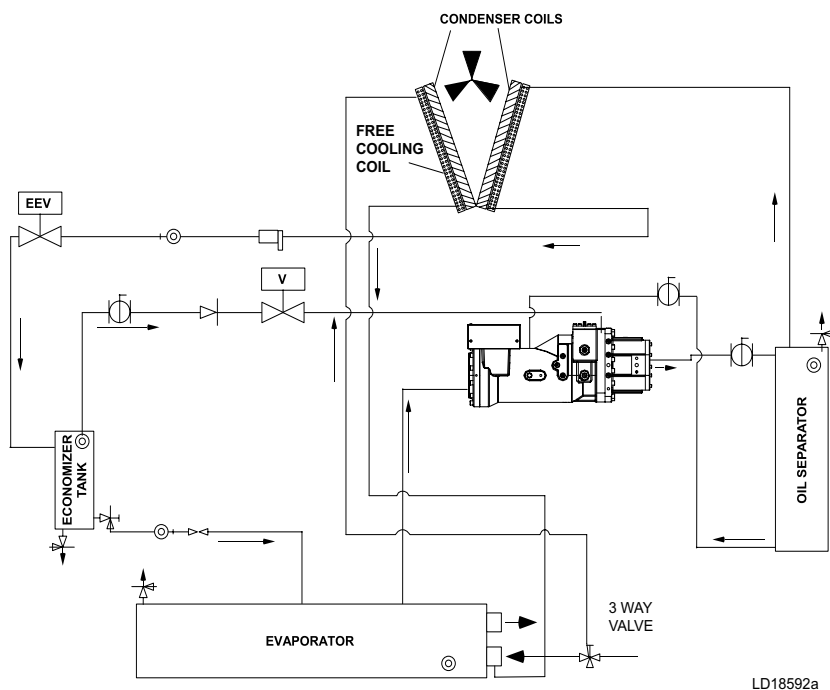 CONDENSER COILS
FREE
COOLING
COIL
EEV
V
ECONOMIZER
TANK
OIL SEPARATOR
3 WAY
VALVE
EVAPORATOR
LD18592a